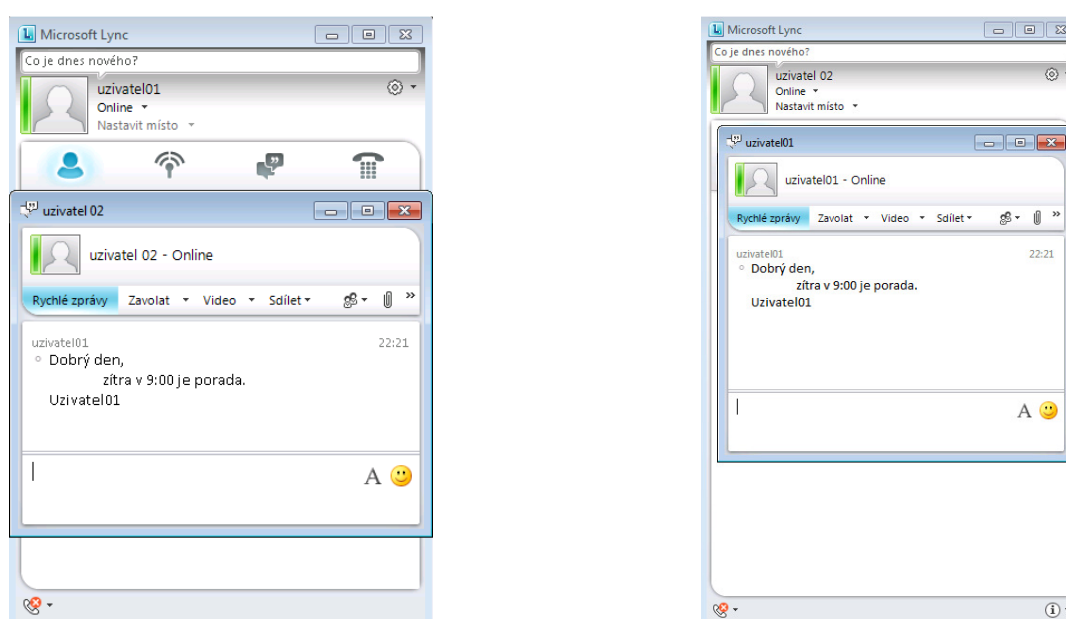 Microsoft Lync
Co je dnes nového?
uzivatel01
Online
Nastavit místo
uzivatel 02
uzivatel 02 - Online
Rychlé zprávy Zavolat Video Sdílet »
uzivatel01 22:21
Dobrý den,
zítra v 9:00 je porada.
Uzivatel01
A
Microsoft Lync
Co je dnes nového?
uzivatel 02
Online
Nastavit místo
uzivatel01
uzivatel01 - Online
Rychlé zprávy Zavolat Video Sdílet »
uzivatel01 22:21
Dobrý den,
zítra v 9:00 je porada.
Uzivatel01
A